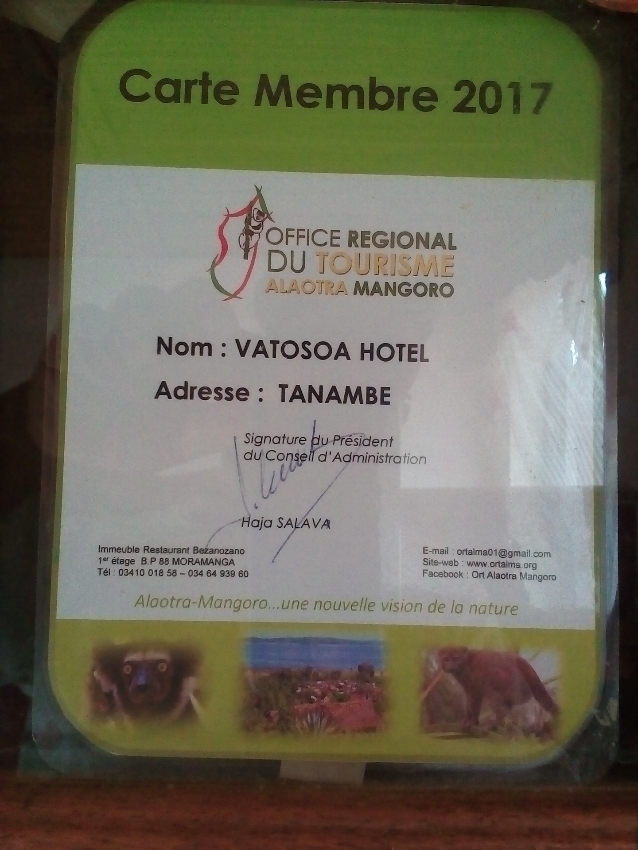 Carte Membre 2017
OFFICE REGIONAL
DU TOURISME
ALAOTRA MANGORO
Nom : VATOSOA HOTEL
Adresse : TANAMBE
Signature du Président
du Conseil d'Administration
Haja SALAVA
Immeuble Restaurant Bezanozano
1er étage B.P 88 MORAMANGA
Tél : 03410 018 58 – 034 64 939 60
E-mail : ortalma01@gmail.com
Site-web : www.ortalma.org
Facebook : Ort Alaotra Mangoro
Alaotra-Mangoro...une nouvelle vision de la nature